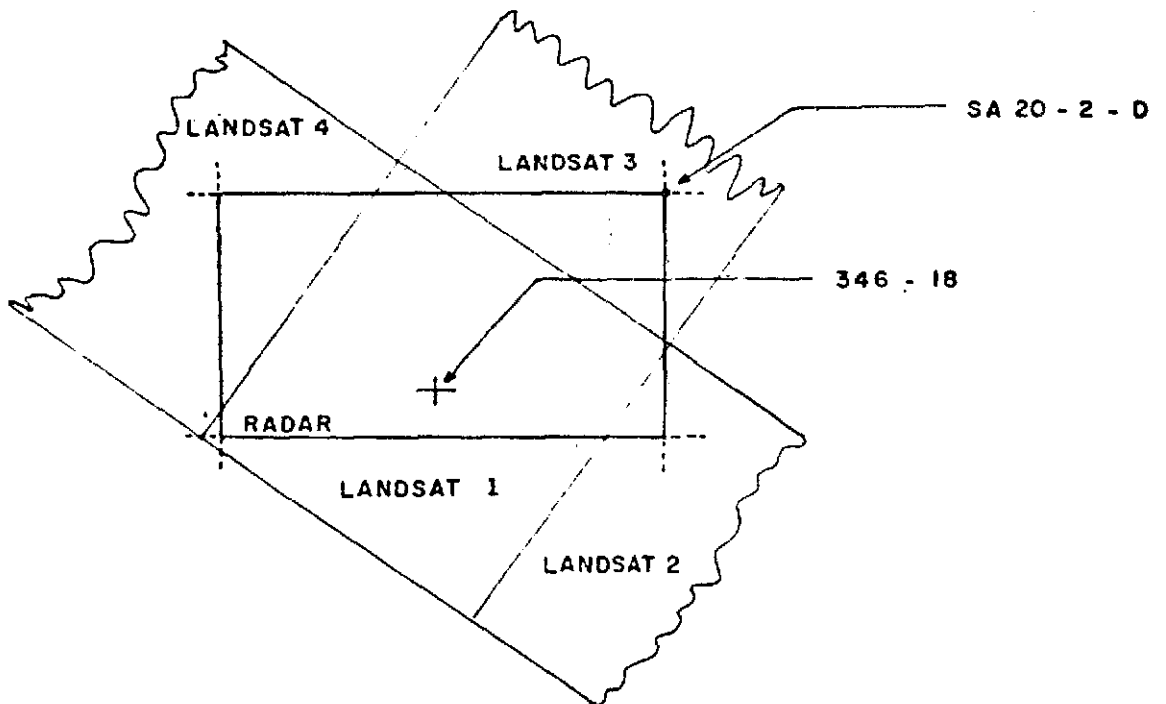 SA 20 - 2 - D
LANDSAT 4
LANDSAT 3
346 - 18
RADAR
LANDSAT 1
LANDSAT 2